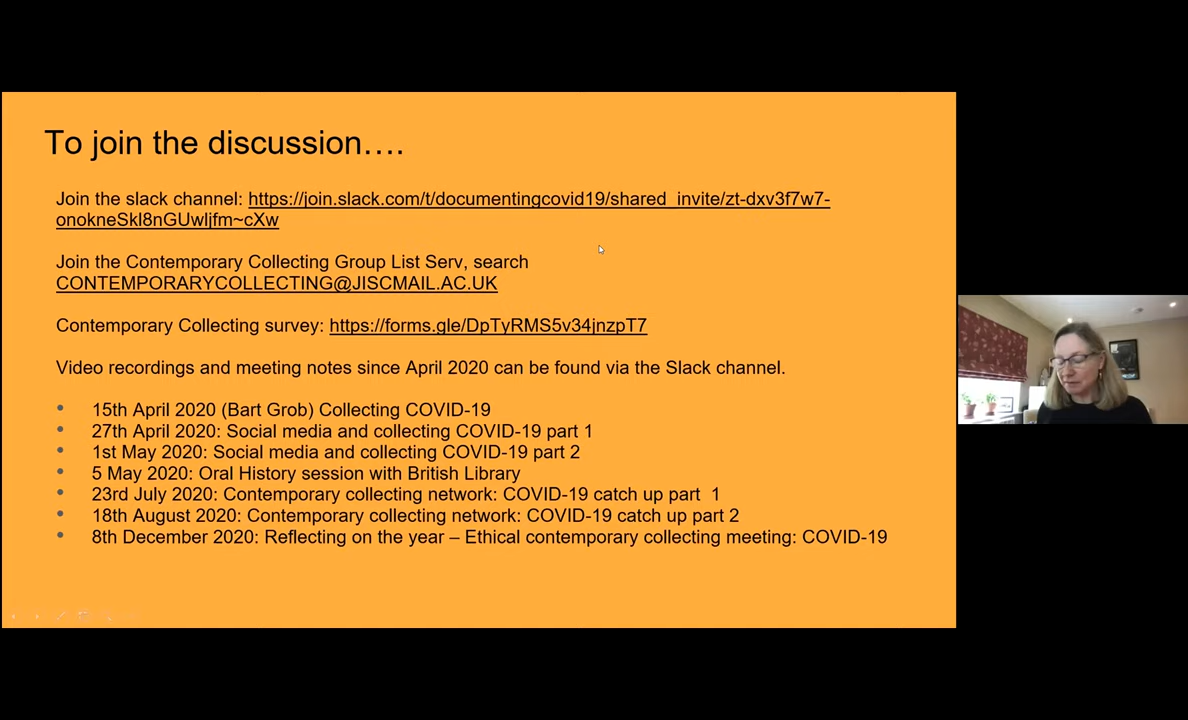 To join the discussion….
Join the slack channel: https://join.slack.com/t/documentingcovid19/shared_invite/zt-dxv3f7w7-
onokneSkI8nGUwIjfm~cXw
Join the Contemporary Collecting Group List Serv, search
CONTEMPORARYCOLLECTING@JISCMAIL.AC.UK
Contemporary Collecting survey: https://forms.gle/DpTyRMS5v34jnzpT7
Video recordings and meeting notes since April 2020 can be found via the Slack channel.
• 15th April 2020 (Bart Grob) Collecting COVID-19
• 27th April 2020: Social media and collecting COVID-19 part 1
• 1st May 2020: Social media and collecting COVID-19 part 2
• 5 May 2020: Oral History session with British Library
• 23rd July 2020: Contemporary collecting network: COVID-19 catch up part  1
• 18th August 2020: Contemporary collecting network: COVID-19 catch up part 2
• 8th December 2020: Reflecting on the year – Ethical contemporary collecting meeting: COVID-19